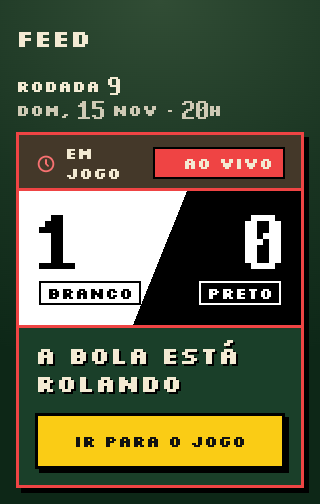 FEED
RODADA 9
DOM, 15 NOV · 20H
EM
JOGO
AO VIVO
1
0
BRANCO
PRETO
A BOLA ESTÁ
ROLANDO
IR PARA O JOGO